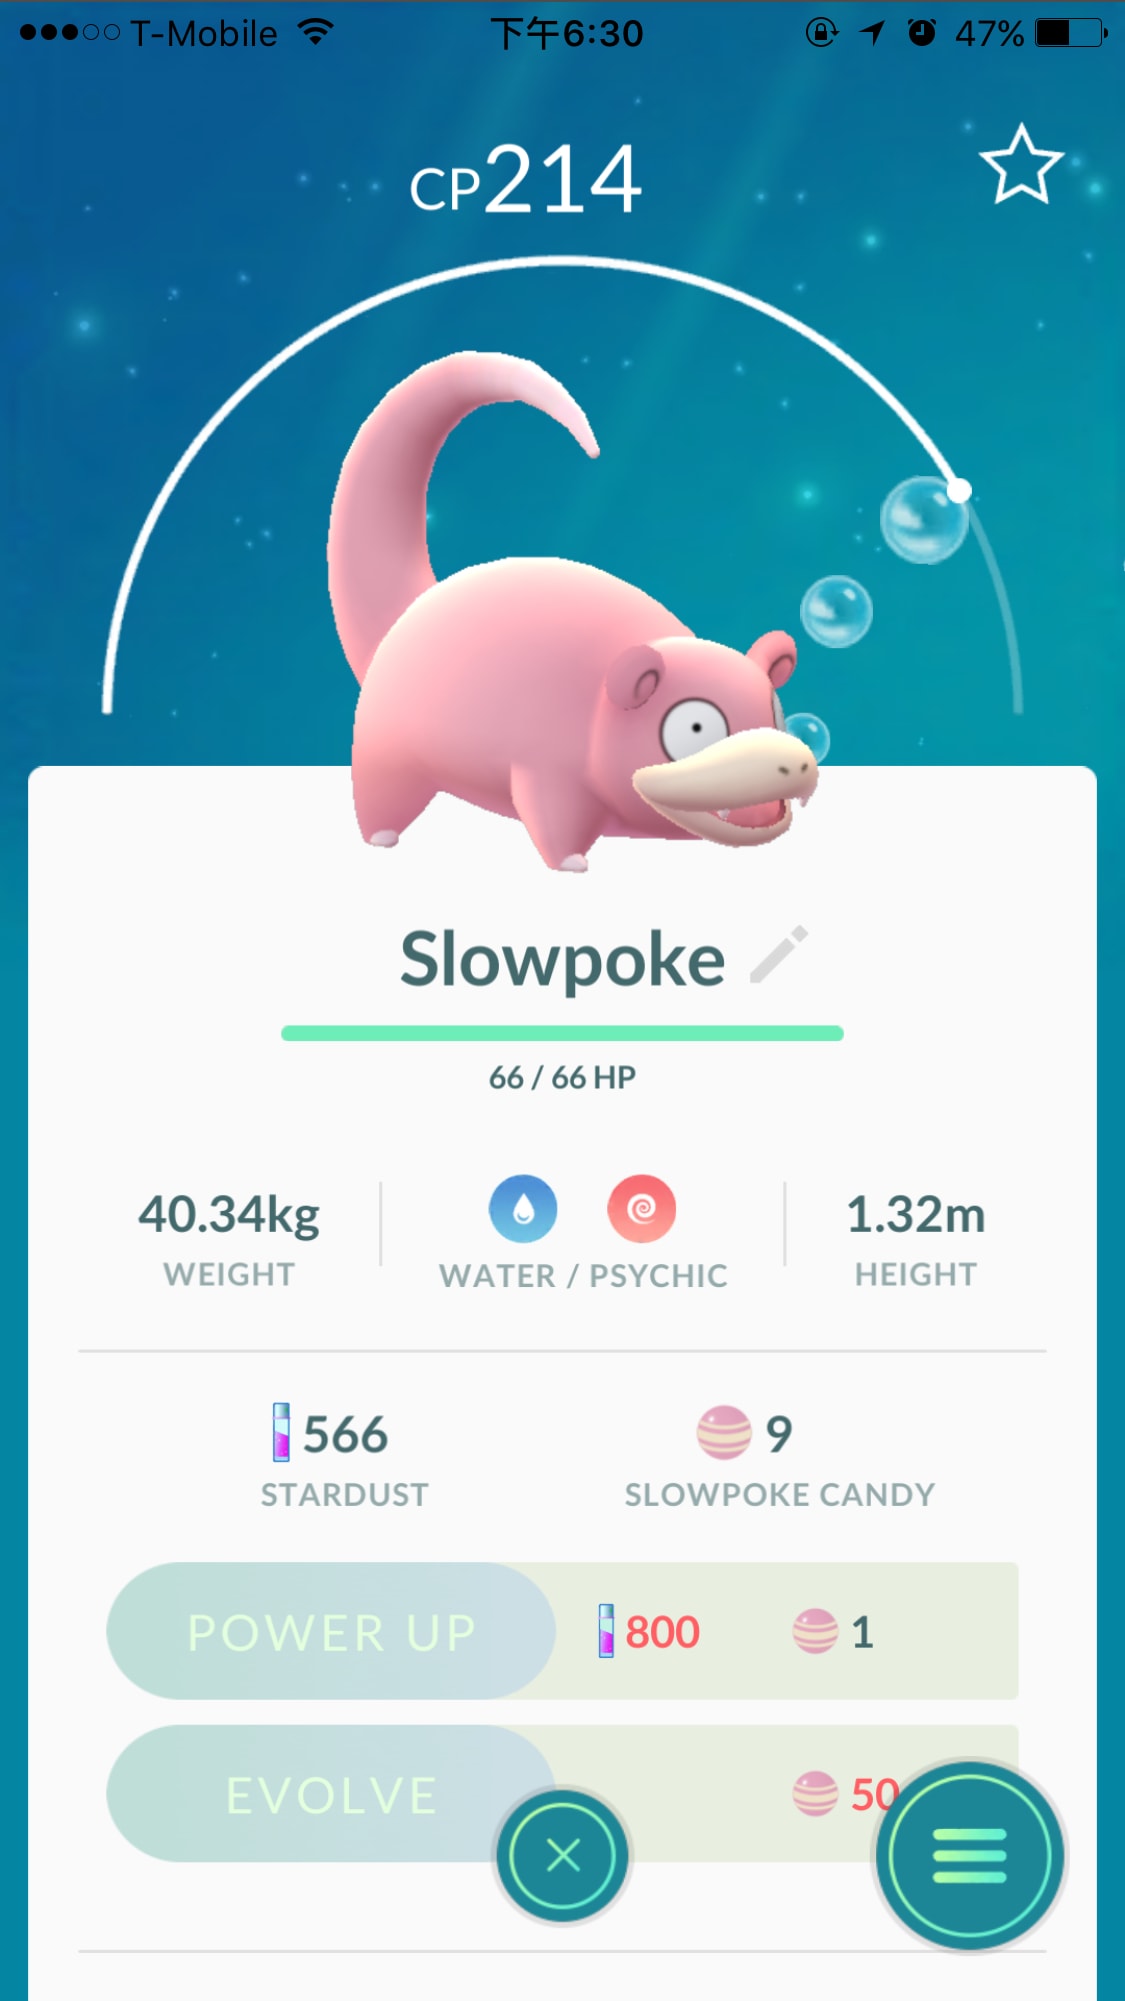 T-Mobile 下午6:30 47%
CP214
Slowpoke
66 / 66 HP
40.34kg
WEIGHT
WATER / PSYCHIC
1.32m
HEIGHT
566
STARDUST
9
SLOWPOKE CANDY
POWER UP 800 1
EVOLVE 50